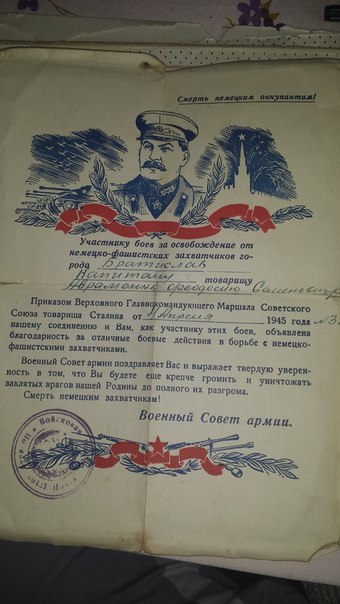 Смерть немецким оккупантам!
Участнику боев за освобождение от
немецко-фашистских захватчиков го-
рода Братислав
Капитану товарищу
Авраменко Феодосию Семеновичу
Приказом Верховного Главнокомандующего Маршала Советского
Союза товарища Сталина от 4 Апреля 1945 года №3
нашему соединению и Вам, как участнику этих боев, объявлена
благодарность за отличные боевые действия в борьбе с немецко-
фашистскими захватчиками.
Военный Совет армии поздравляет Вас и выражает твердую уверен-
ность в том, что Вы будете еще крепче громить и уничтожать
заклятых врагов нашей Родины до полного их разгрома.
Смерть немецким захватчикам!
Военный Совет армии.
Войсковая